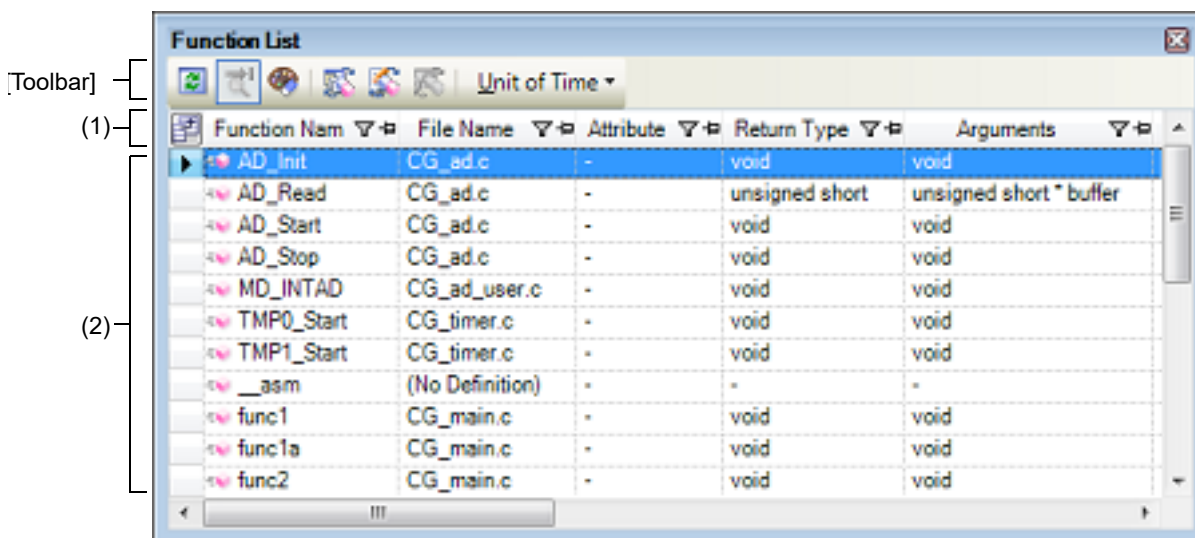 Function List
[Toolbar]
Unit of Time
(1)
Function Nam File Name Attribute Return Type Arguments
AD_Init CG_ad.c - void void
AD_Read CG_ad.c - unsigned short unsigned short * buffer
AD_Start CG_ad.c - void void
AD_Stop CG_ad.c - void void
MD_INTAD CG_ad_user.c - void void
(2)
TMP0_Start CG_timer.c - void void
TMP1_Start CG_timer.c - void void
__asm (No Definition) - - -
func1 CG_main.c - void void
func1a CG_main.c - void void
func2 CG_main.c - void void